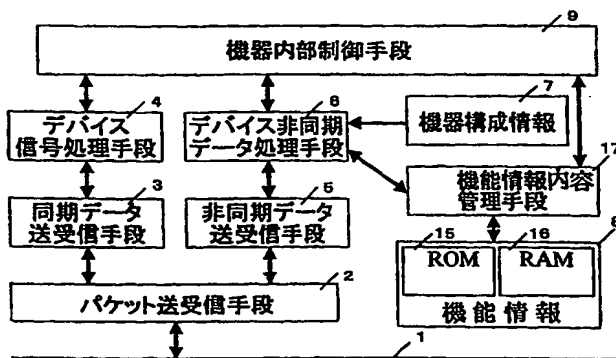 9
機器内部制御手段
4
デバイス
信号処理手段
6
デバイス非同期
データ処理手段
7
機器構成情報
17
機能情報内容
管理手段
3
同期データ
送受信手段
5
非同期データ
送受信手段
8
15
ROM
16
RAM
機能情報
2
パケット送受信手段
1